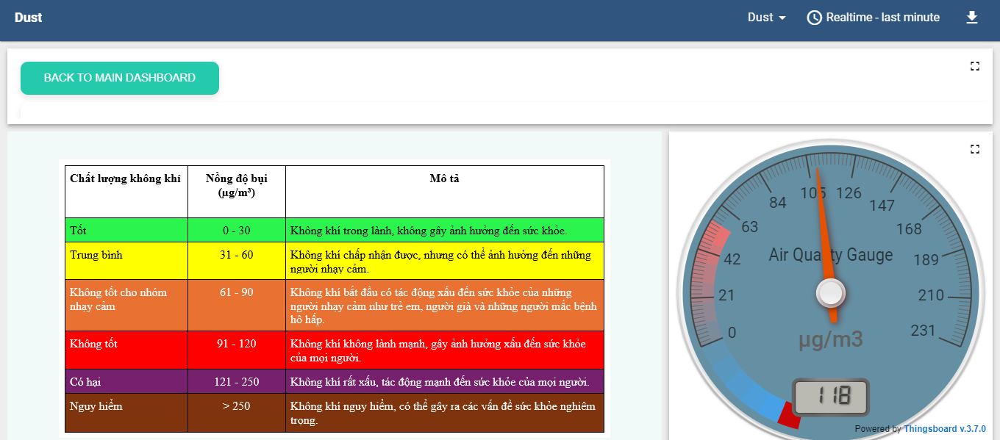 Dust
Dust
Realtime - last minute
BACK TO MAIN DASHBOARD
Chất lượng không khí
Nồng độ bụi
(µg/m³)
Mô tả
Tốt
0 - 30
Không khí trong lành, không gây ảnh hưởng đến sức khỏe.
Trung bình
31 - 60
Không khí chấp nhận được, nhưng có thể ảnh hưởng đến những
người nhạy cảm.
Không tốt cho nhóm
nhạy cảm
61 - 90
Không khí bắt đầu có tác động xấu đến sức khỏe của những
người nhạy cảm như trẻ em, người già và những người mắc bệnh
hô hấp.
Không tốt
91 - 120
Không khí không lành mạnh, gây ảnh hưởng xấu đến sức khỏe
của mọi người.
Có hại
121 - 250
Không khí rất xấu, tác động mạnh đến sức khỏe của mọi người.
Nguy hiểm
> 250
Không khí nguy hiểm, có thể gây ra các vấn đề sức khỏe nghiêm
trọng.
0
21
42
63
84
105
126
147
168
189
210
231
Air Quality Gauge
µg/m3
118
Powered by Thingsboard v.3.7.0